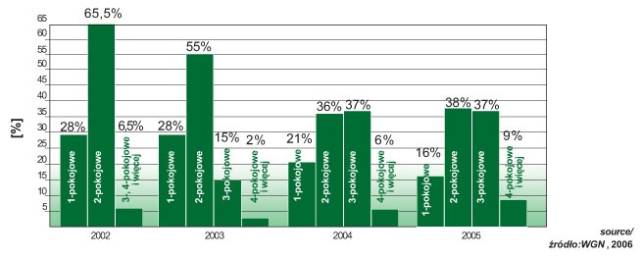 [%]
65
60
55
50
45
40
35
30
25
20
15
10
5
28%
65,5%
6,5%
1-pokojowe
2-pokojowe
3-, 4-pokojowe
i więcej
2002
28%
55%
15%
2%
1-pokojowe
2-pokojowe
3-pokojowe
4-pokojowe
i więcej
2003
21%
36%
37%
6%
1-pokojowe
2-pokojowe
3-pokojowe
4-pokojowe
i więcej
2004
16%
38%
37%
9%
1-pokojowe
2-pokojowe
3-pokojowe
4-pokojowe
i więcej
2005
source/
źródło:WGN , 2006